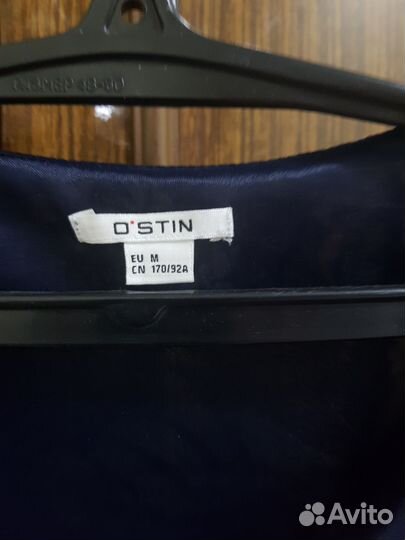 O'STIN
EU M
CN 170/92A
Avito